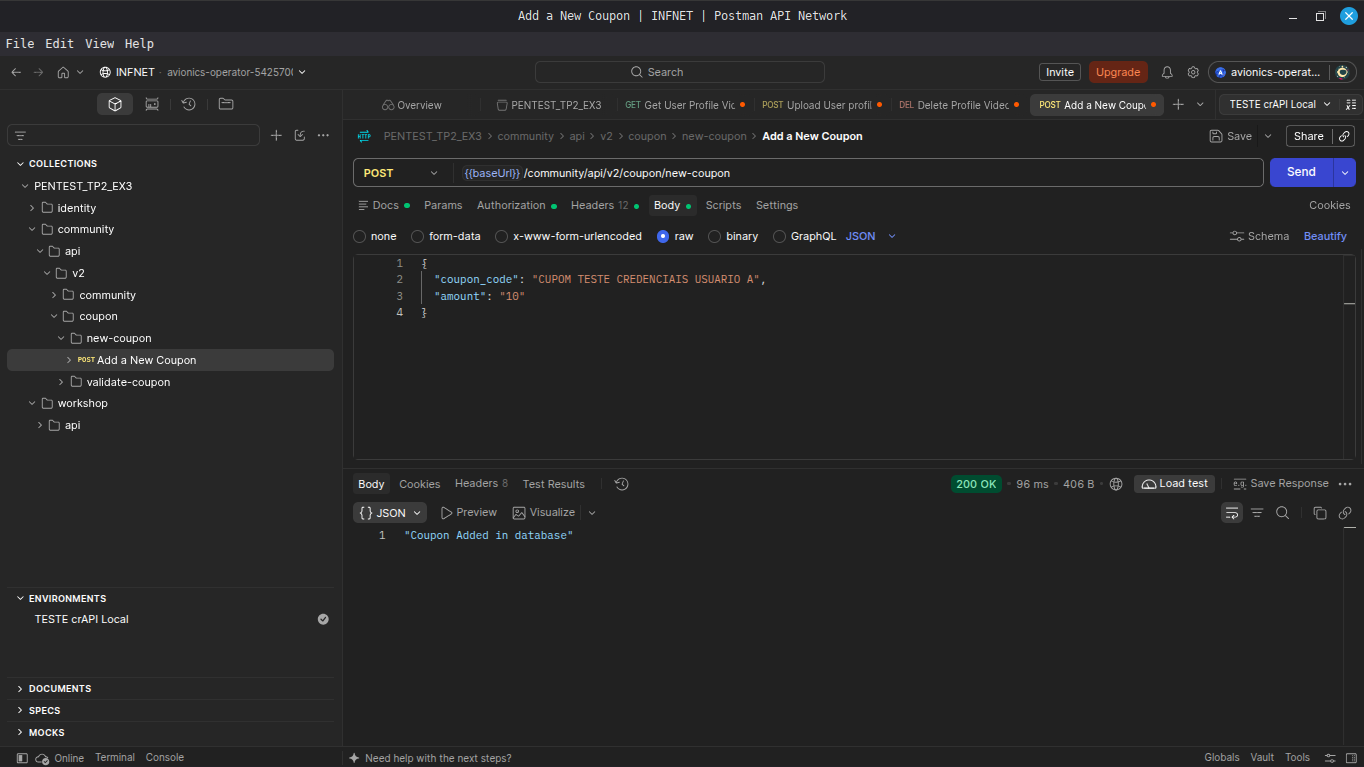 Add a New Coupon | INFNET | Postman API Network
File Edit View Help
INFNET · avionics-operator-5425700
Search
Invite
Upgrade
avionics-operat...
Overview
PENTEST_TP2_EX3
GET Get User Profile Vic
POST Upload User profil
DEL Delete Profile Video
POST Add a New Coupo
TESTE crAPI Local
COLLECTIONS
PENTEST_TP2_EX3
identity
community
api
v2
community
coupon
new-coupon
POST Add a New Coupon
validate-coupon
workshop
api
PENTEST_TP2_EX3 > community > api > v2 > coupon > new-coupon > Add a New Coupon
Save
Share
POST
{{baseUrl}} /community/api/v2/coupon/new-coupon
Send
Docs Params Authorization Headers 12 Body Scripts Settings
Cookies
none form-data x-www-form-urlencoded raw binary GraphQL JSON
Schema Beautify
1 {
2 "coupon_code": "CUPOM TESTE CREDENCIAIS USUARIO A",
3 "amount": "10"
4 }
Body Cookies Headers 8 Test Results
200 OK · 96 ms · 406 B
Load test
e.g. Save Response
{ } JSON Preview Visualize
1 "Coupon Added in database"
ENVIRONMENTS
TESTE crAPI Local
DOCUMENTS
SPECS
MOCKS
Online Terminal Console
Need help with the next steps?
Globals Vault Tools